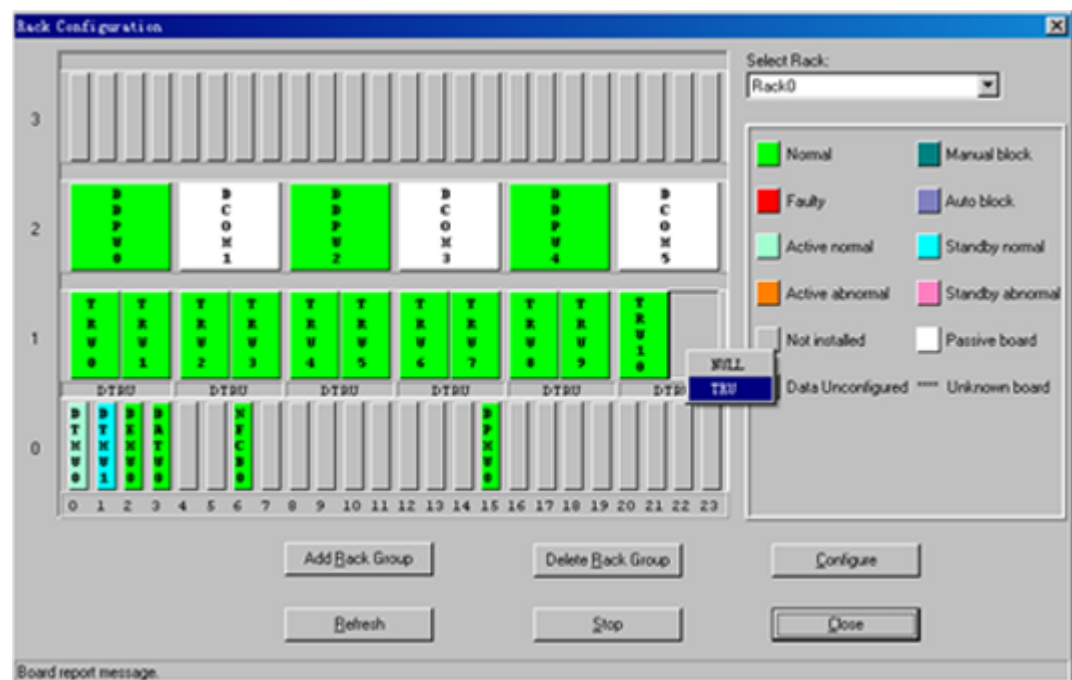 Rack Configuration
Select Rack:
Rack0
3
Normal
Manual block
Faulty
Auto block
Active normal
Standby normal
Active abnormal
Standby abnormal
Not installed
Passive board
Data Unconfigured
Unknown board
2
DDPU0
DCOM1
DDPU2
DCOM3
DDPU4
DCOM5
1
TRU0
TRU1
TRU2
TRU3
TRU4
TRU5
TRU6
TRU7
TRU8
TRU9
TRU10
NULL
TRU
DTRU DTRU DTRU DTRU DTRU
0
DTMU0
DTMU1
DEMU0
DATU0
NFCB0
DPMU0
0 1 2 3 4 5 6 7 8 9 10 11 12 13 14 15 16 17 18 19 20 21 22 23
Add Rack Group
Delete Rack Group
Configure
Refresh
Stop
Close
Board report message.